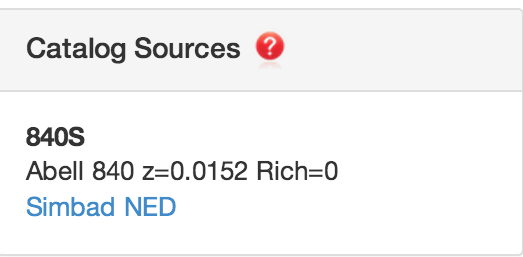 Catalog Sources ?
840S
Abell 840 z=0.0152 Rich=0
Simbad NED